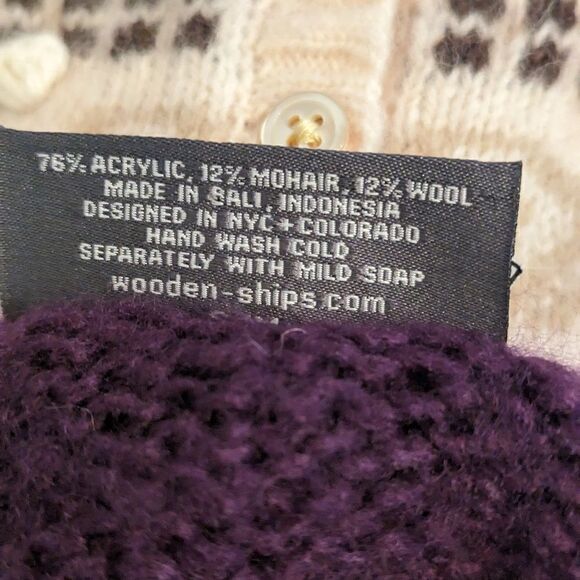 76% ACRYLIC, 12% MOHAIR, 12% WOOL
MADE IN BALI, INDONESIA
DESIGNED IN NYC + COLORADO
HAND WASH COLD
SEPARATELY WITH MILD SOAP
wooden-ships.com